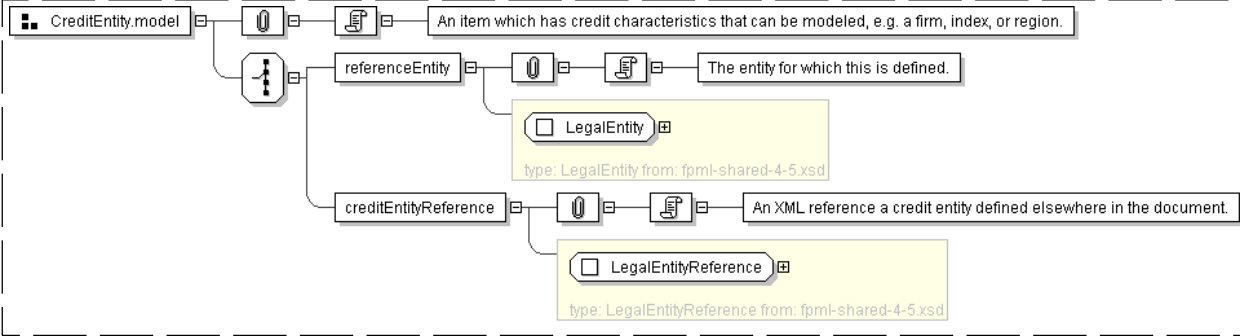 CreditEntity.model
An item which has credit characteristics that can be modeled, e.g. a firm, index, or region.
referenceEntity
The entity for which this is defined.
LegalEntity
type: LegalEntity from: fpml-shared-4-5.xsd
creditEntityReference
An XML reference a credit entity defined elsewhere in the document.
LegalEntityReference
type: LegalEntityReference from: fpml-shared-4-5.xsd